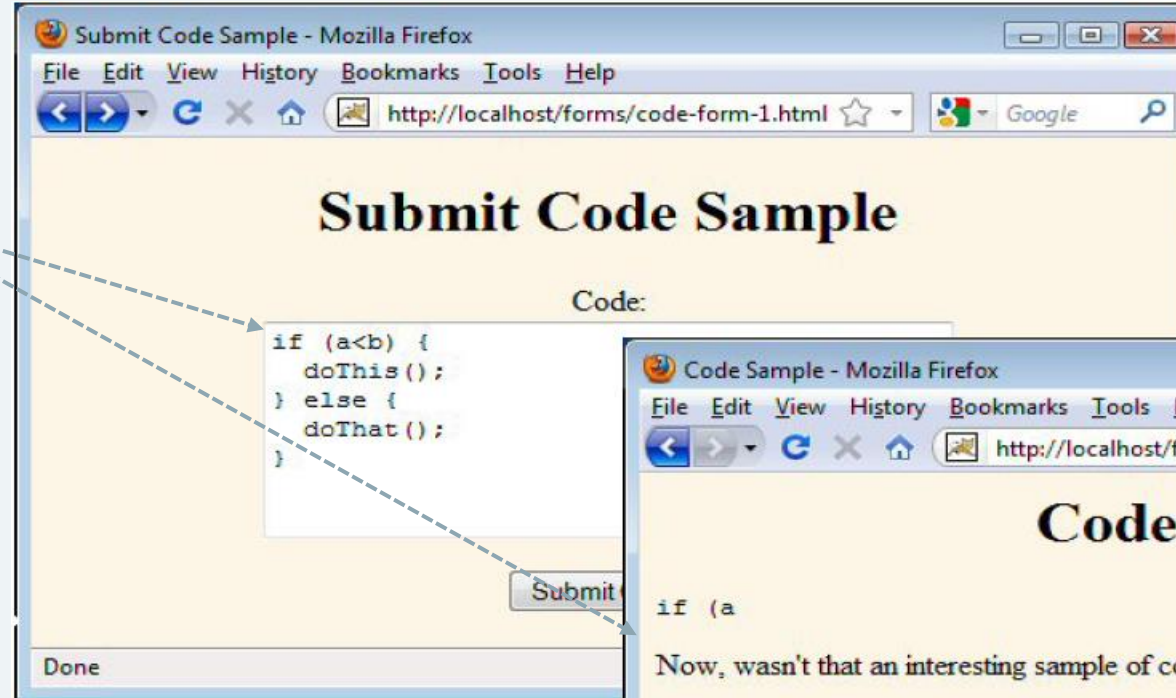 Submit Code Sample - Mozilla Firefox
File Edit View History Bookmarks Tools Help
http://localhost/forms/code-form-1.html
Google
Submit Code Sample
Code:
if (a<b) {
  doThis();
} else {
  doThat();
}
Submit
Done
Code Sample - Mozilla Firefox
File Edit View History Bookmarks Tools
http://localhost/f
Code
if (a
Now, wasn't that an interesting sample of co